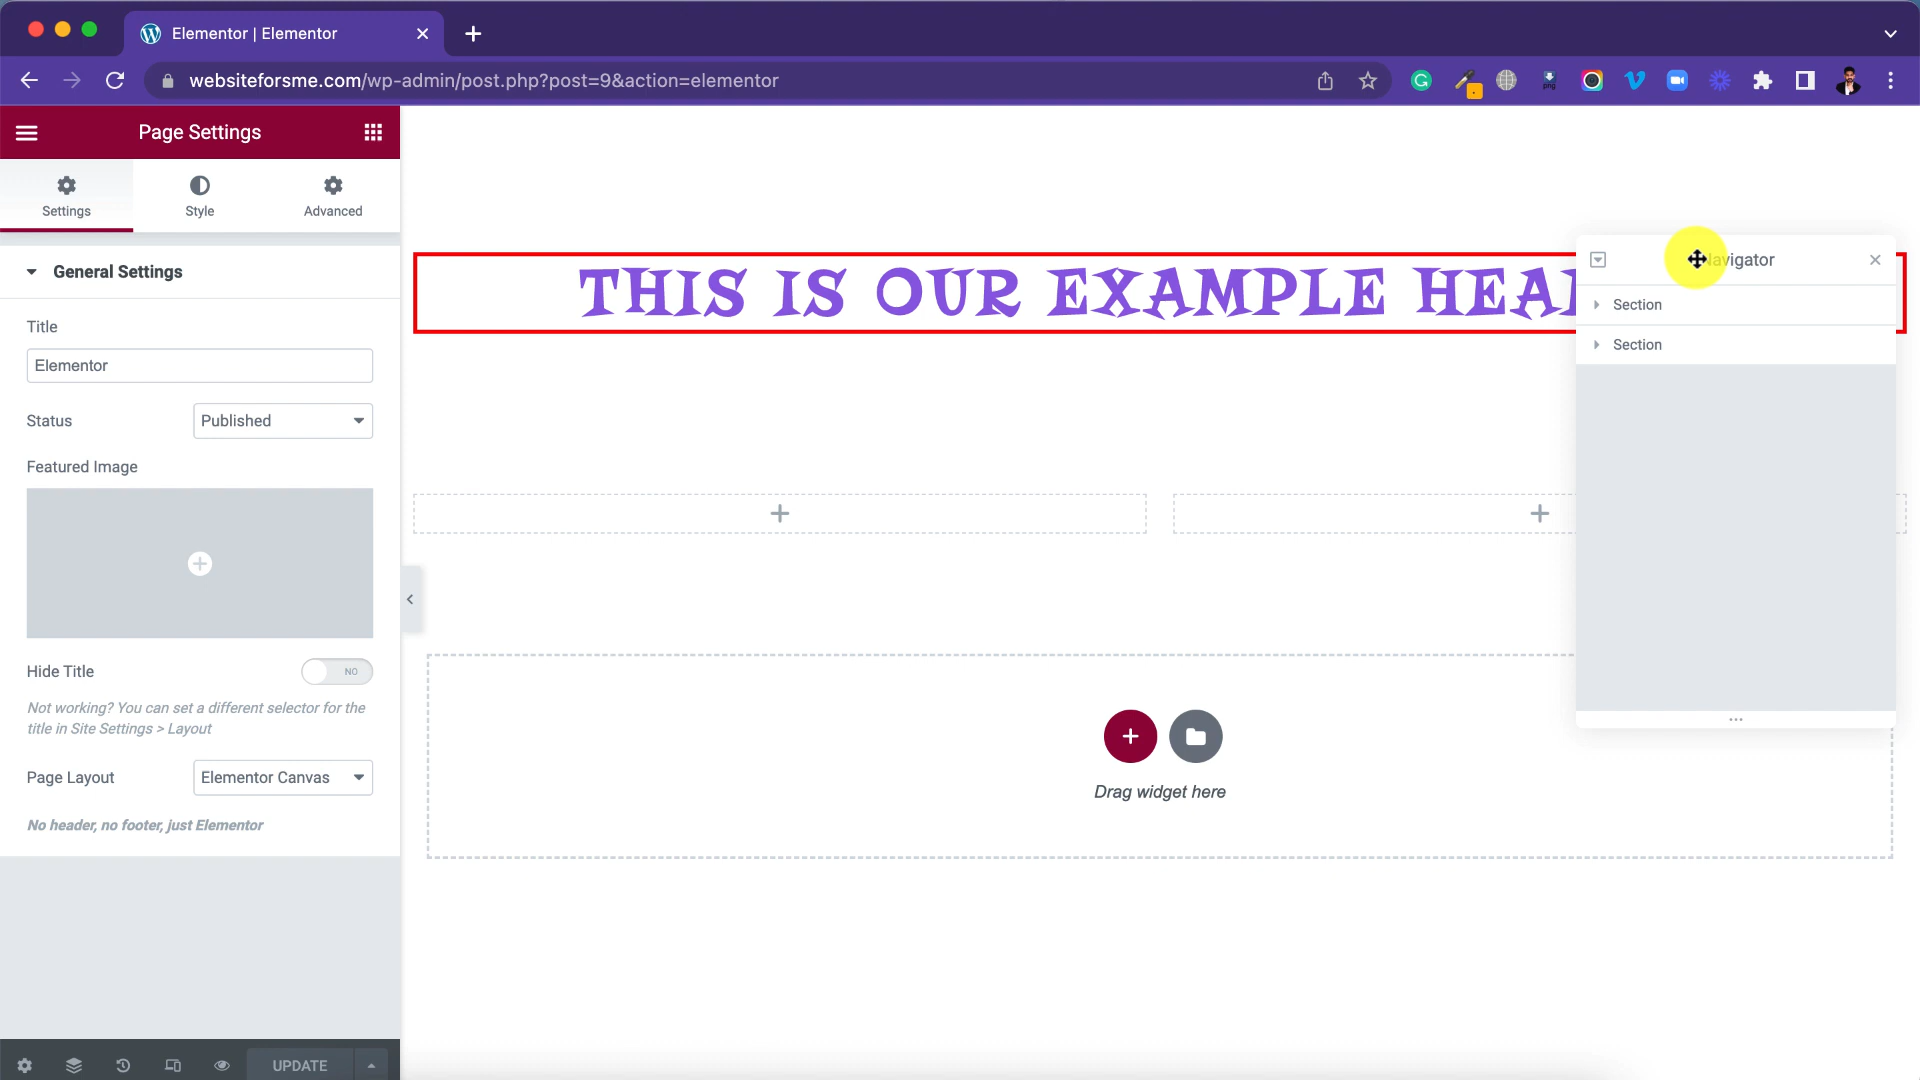 Elementor | Elementor
websiteforsme.com/wp-admin/post.php?post=9&action=elementor
Page Settings
Settings
Style
Advanced
General Settings
Title
Elementor
Status
Published
Featured Image
Hide Title
NO
Not working? You can set a different selector for the
title in Site Settings > Layout
Page Layout
Elementor Canvas
No header, no footer, just Elementor
UPDATE
THIS IS OUR EXAMPLE
Drag widget here
Section
Section